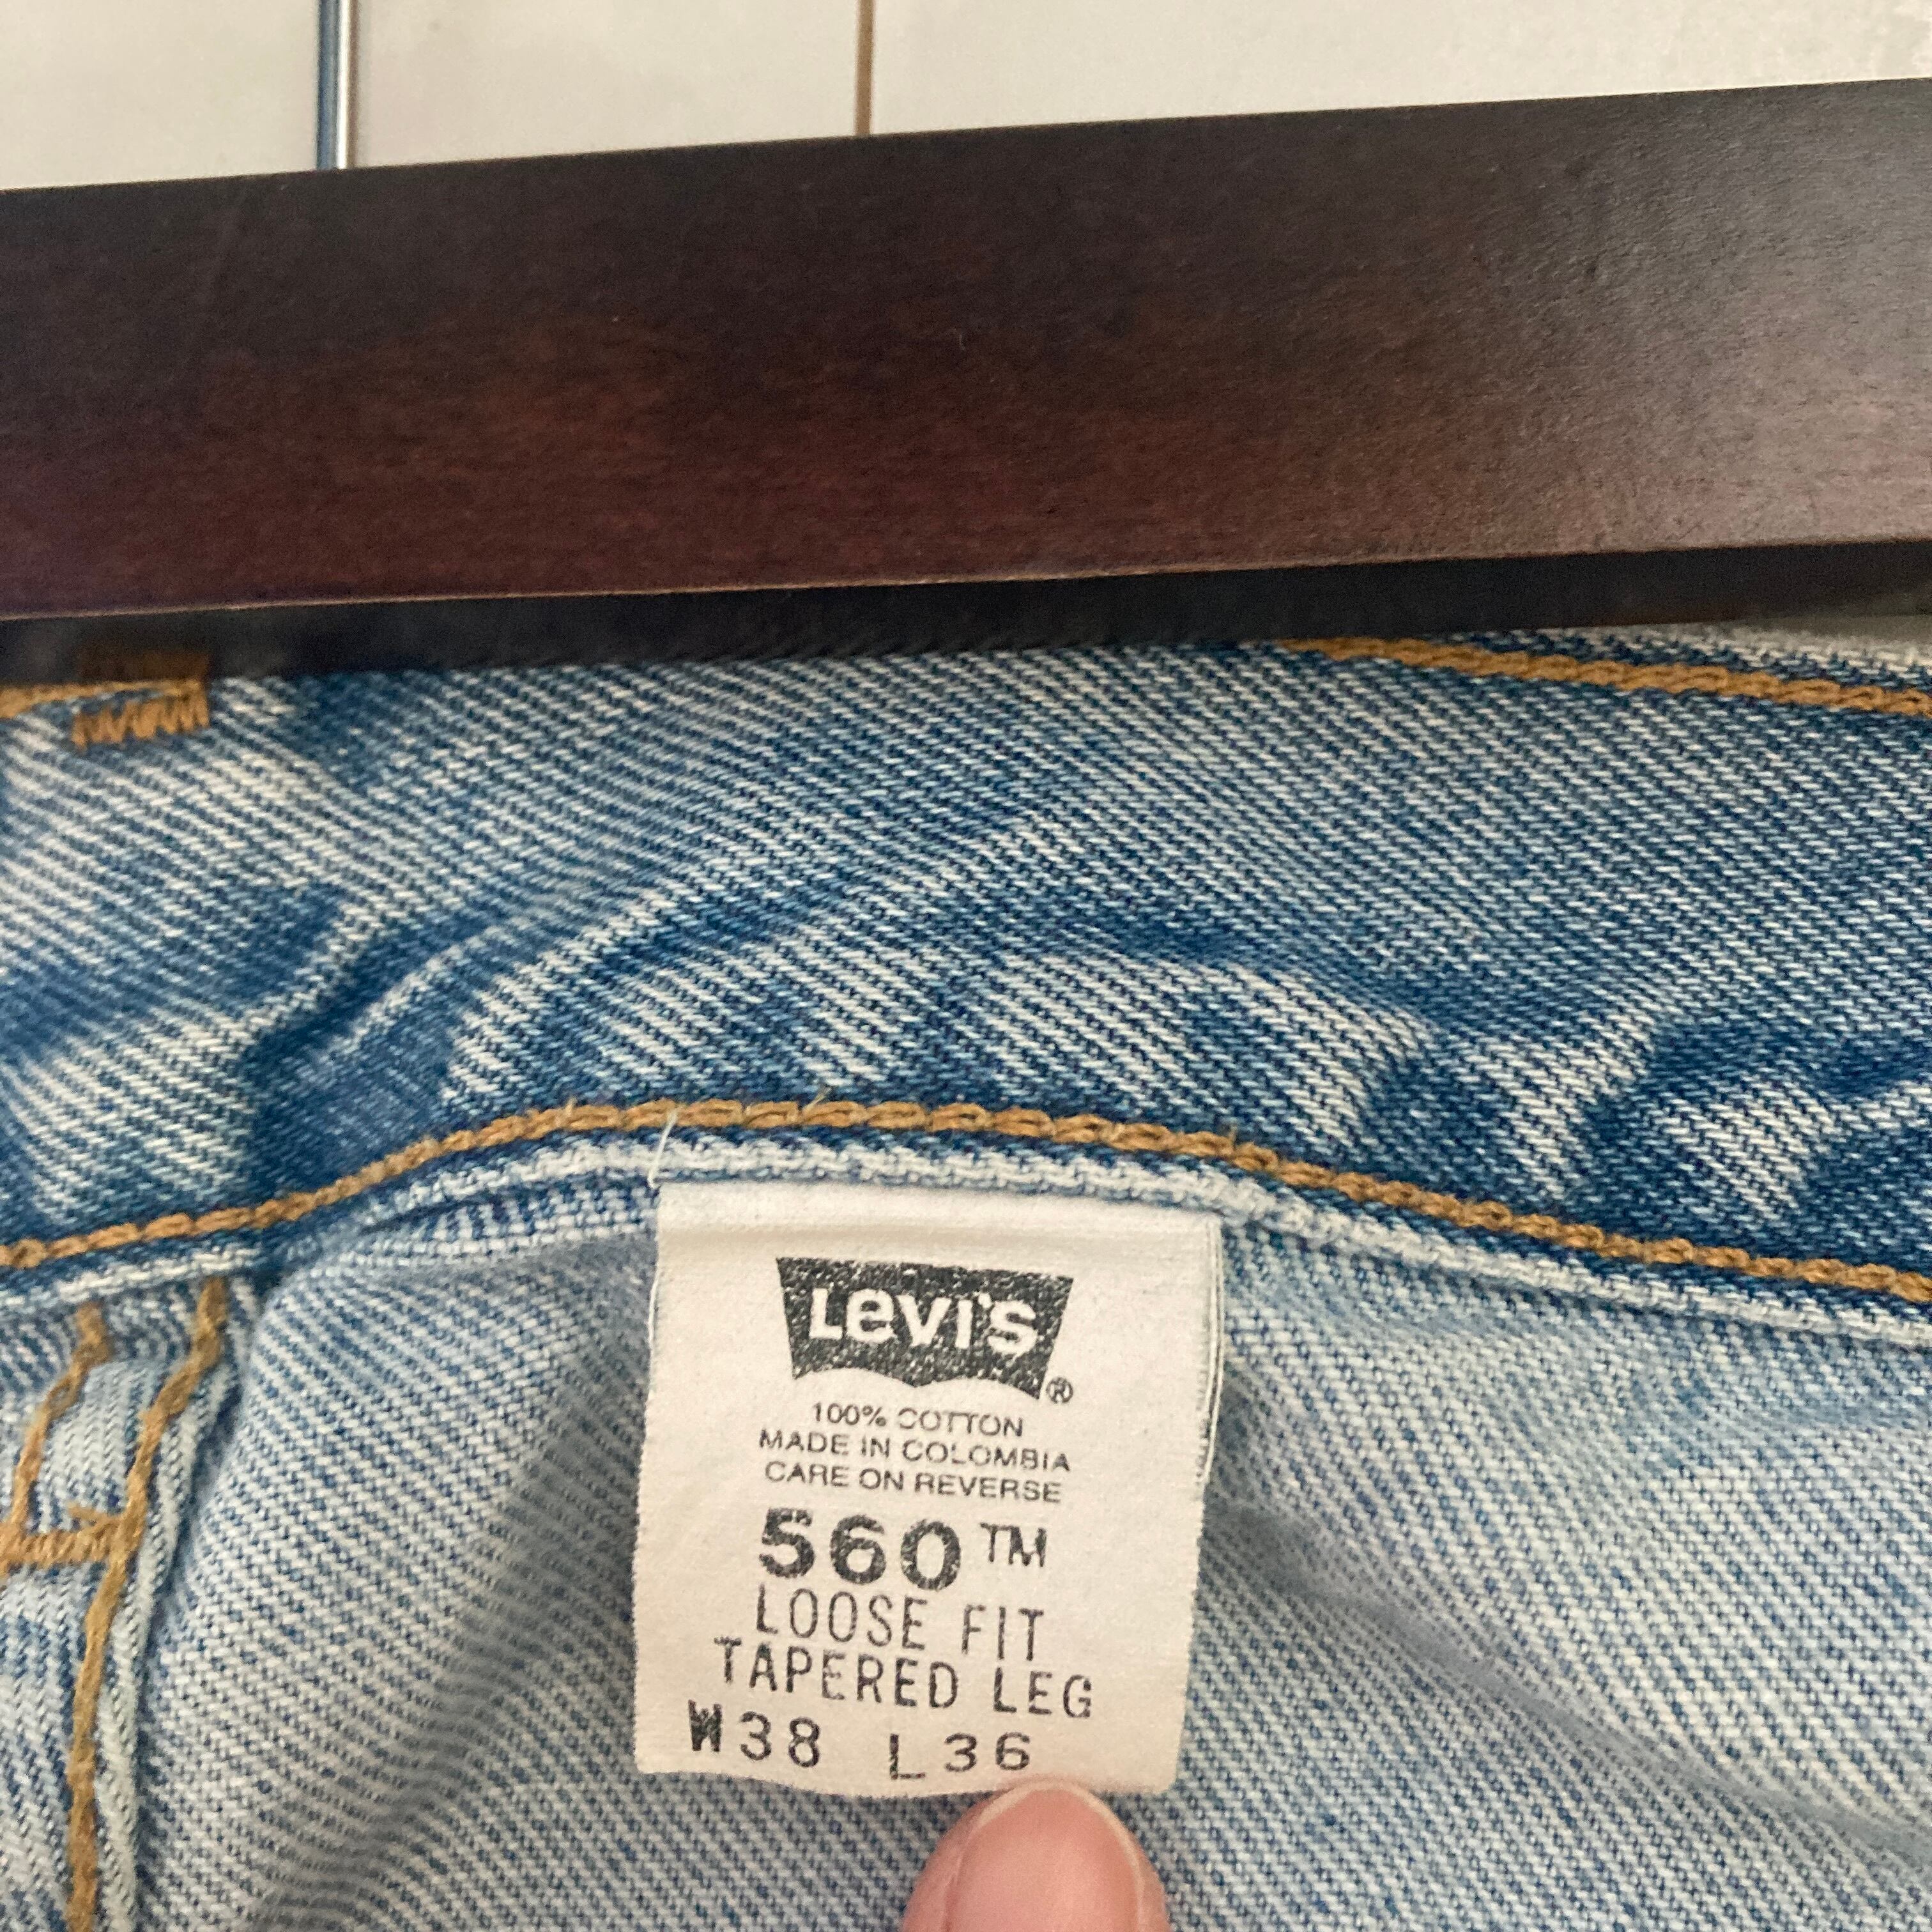 Levi's®
100% COTTON
MADE IN COLOMBIA
CARE ON REVERSE
560™
LOOSE FIT
TAPERED LEG
W38 L36